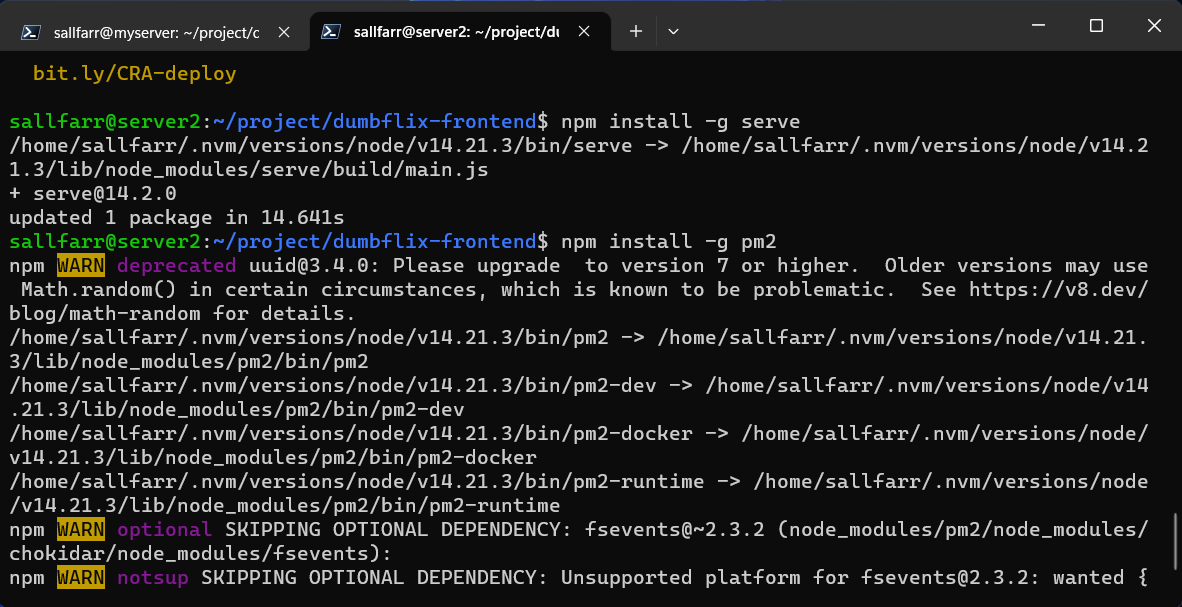 sallfarr@myserver: ~/project/c
sallfarr@server2: ~/project/du
bit.ly/CRA-deploy
sallfarr@server2:~/project/dumbflix-frontend$ npm install -g serve
/home/sallfarr/.nvm/versions/node/v14.21.3/bin/serve -> /home/sallfarr/.nvm/versions/node/v14.2
1.3/lib/node_modules/serve/build/main.js
+ serve@14.2.0
updated 1 package in 14.641s
sallfarr@server2:~/project/dumbflix-frontend$ npm install -g pm2
npm WARN deprecated uuid@3.4.0: Please upgrade  to version 7 or higher.  Older versions may use
 Math.random() in certain circumstances, which is known to be problematic.  See https://v8.dev/
blog/math-random for details.
/home/sallfarr/.nvm/versions/node/v14.21.3/bin/pm2 -> /home/sallfarr/.nvm/versions/node/v14.21.
3/lib/node_modules/pm2/bin/pm2
/home/sallfarr/.nvm/versions/node/v14.21.3/bin/pm2-dev -> /home/sallfarr/.nvm/versions/node/v14
.21.3/lib/node_modules/pm2/bin/pm2-dev
/home/sallfarr/.nvm/versions/node/v14.21.3/bin/pm2-docker -> /home/sallfarr/.nvm/versions/node/
v14.21.3/lib/node_modules/pm2/bin/pm2-docker
/home/sallfarr/.nvm/versions/node/v14.21.3/bin/pm2-runtime -> /home/sallfarr/.nvm/versions/node
/v14.21.3/lib/node_modules/pm2/bin/pm2-runtime
npm WARN optional SKIPPING OPTIONAL DEPENDENCY: fsevents@~2.3.2 (node_modules/pm2/node_modules/
chokidar/node_modules/fsevents):
npm WARN notsup SKIPPING OPTIONAL DEPENDENCY: Unsupported platform for fsevents@2.3.2: wanted {